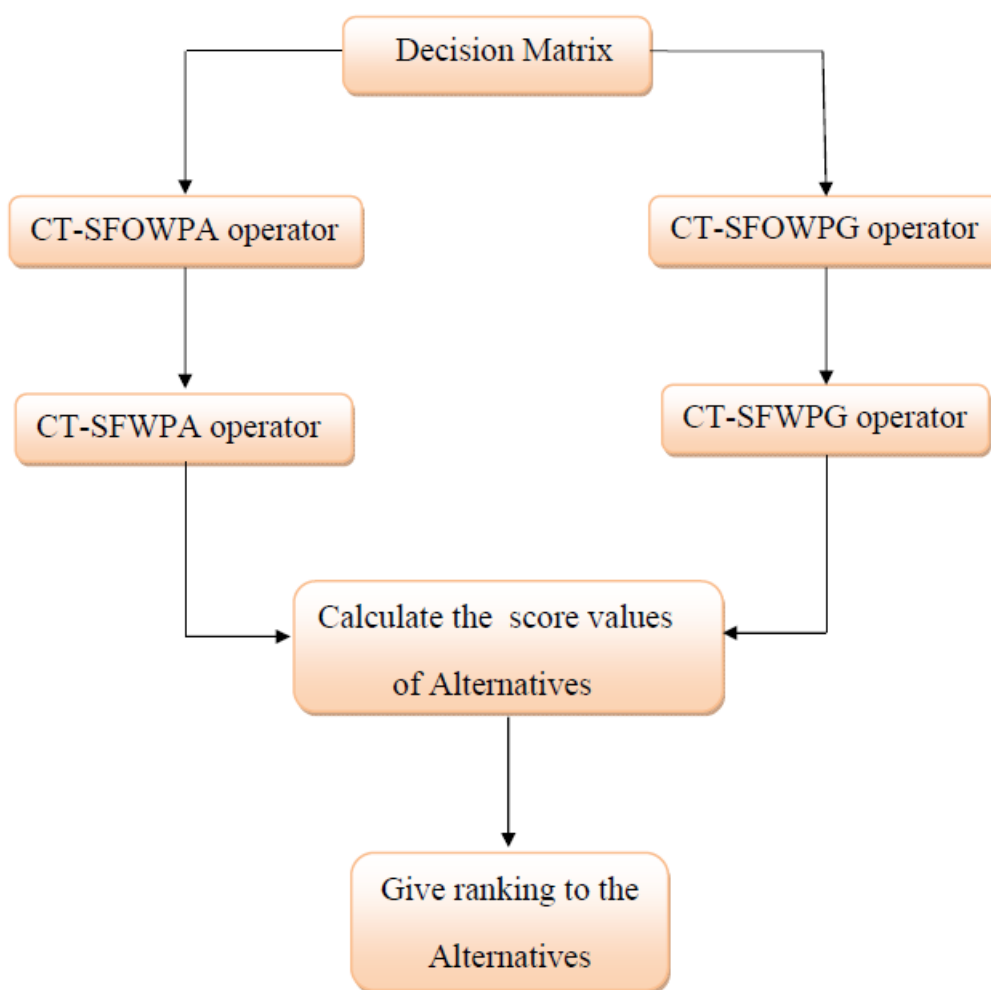 Decision Matrix
CT-SFOWPA operator
CT-SFOWPG operator
CT-SFWPA operator
CT-SFWPG operator
Calculate the score values
of Alternatives
Give ranking to the
Alternatives